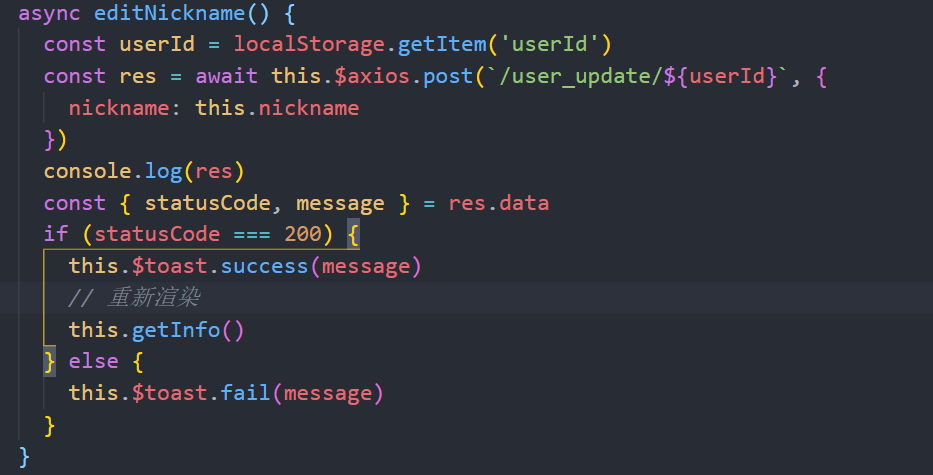 async editNickname() {
const userId = localStorage.getItem('userId')
const res = await this.$axios.post(`/user_update/${userId}`, {
nickname: this.nickname
})
console.log(res)
const { statusCode, message } = res.data
if (statusCode === 200) {
this.$toast.success(message)
// 重新渲染
this.getInfo()
} else {
this.$toast.fail(message)
}
}